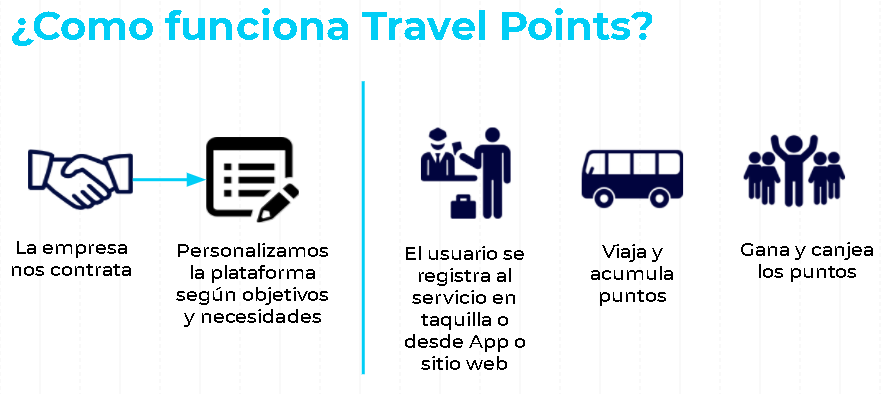 ¿Como funciona Travel Points?
La empresa
nos contrata
Personalizamos
la plataforma
según objetivos
y necesidades
El usuario se
registra al
servicio en
taquilla o
desde App o
sitio web
Viaja y
acumula
puntos
Gana y canjea
los puntos